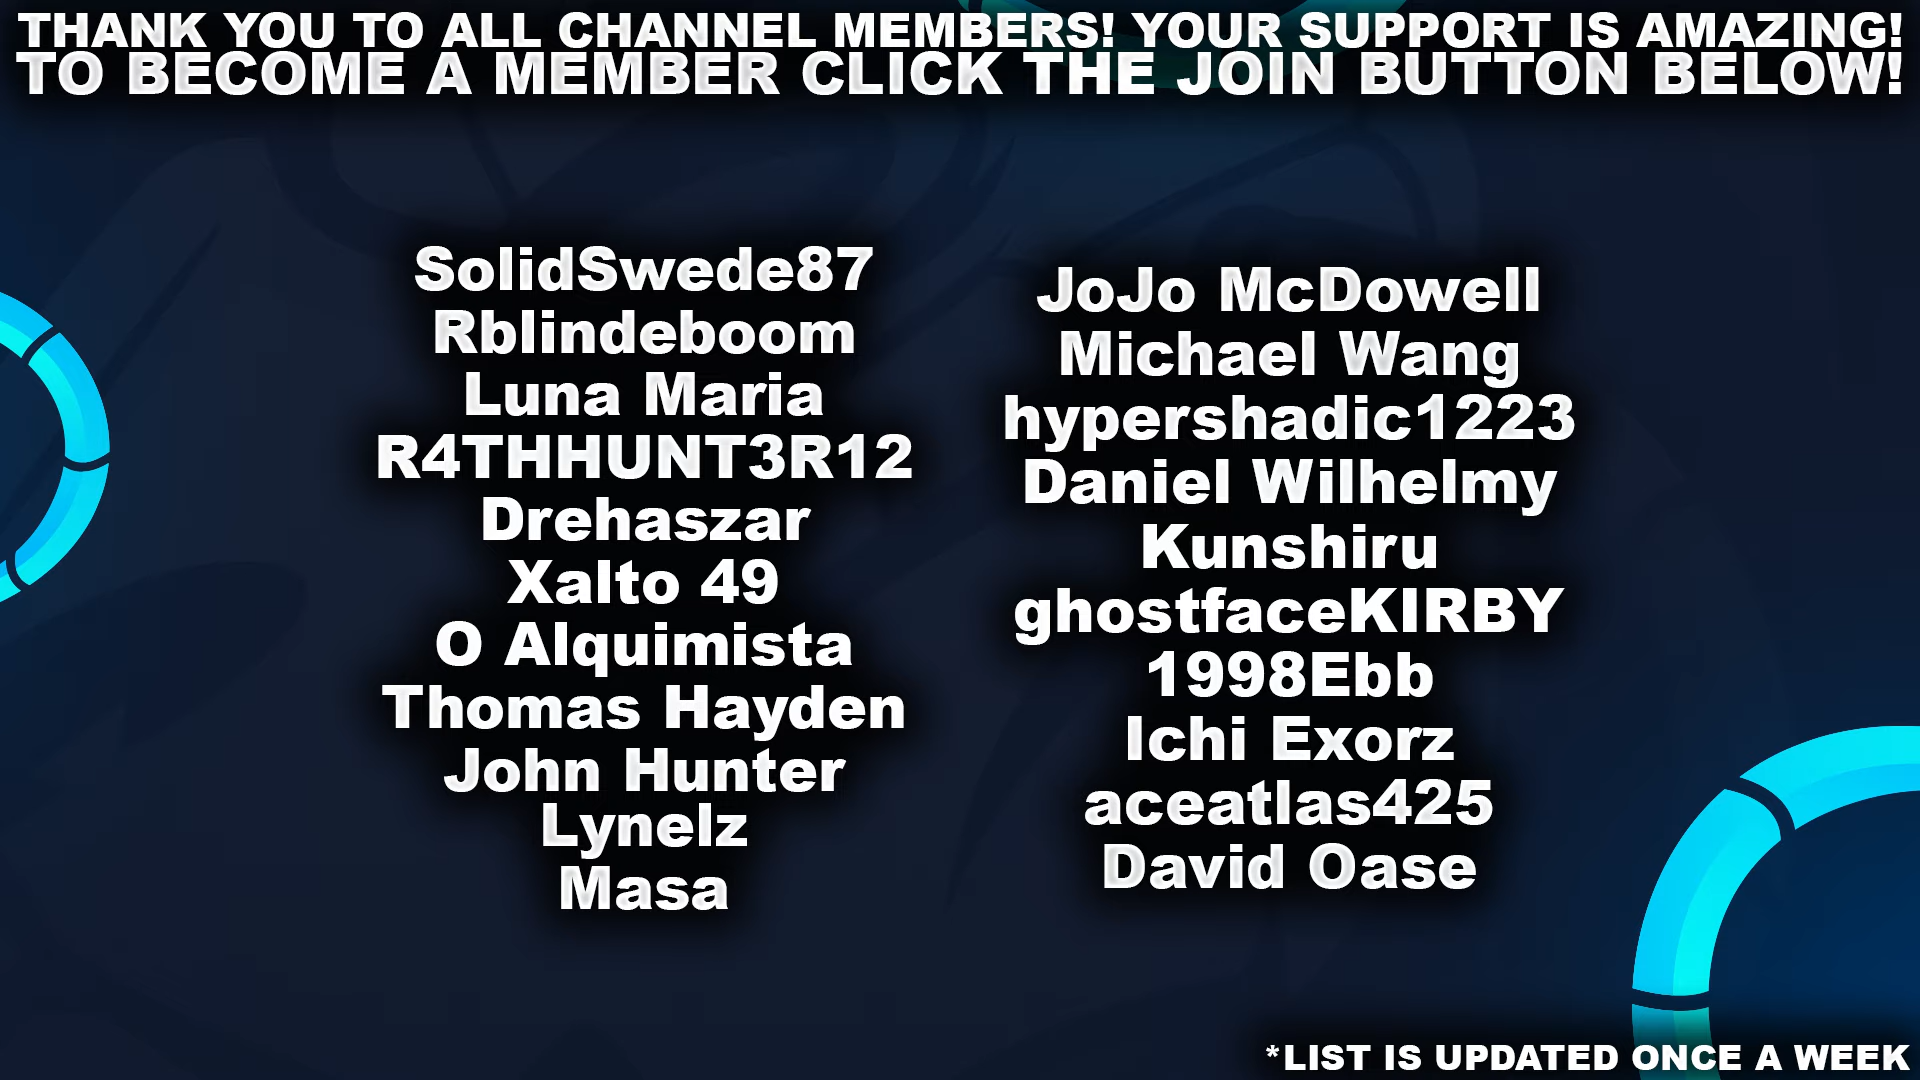 THANK YOU TO ALL CHANNEL MEMBERS! YOUR SUPPORT IS AMAZING!
TO BECOME A MEMBER CLICK THE JOIN BUTTON BELOW!
SolidSwede87
Rblindeboom
Luna Maria
R4THHUNT3R12
Drehaszar
Xalto 49
O Alquimista
Thomas Hayden
John Hunter
Lynelz
Masa
JoJo McDowell
Michael Wang
hypershadic1223
Daniel Wilhelmy
Kunshiru
ghostfaceKIRBY
1998Ebb
Ichi Exorz
aceatlas425
David Oase
*LIST IS UPDATED ONCE A WEEK